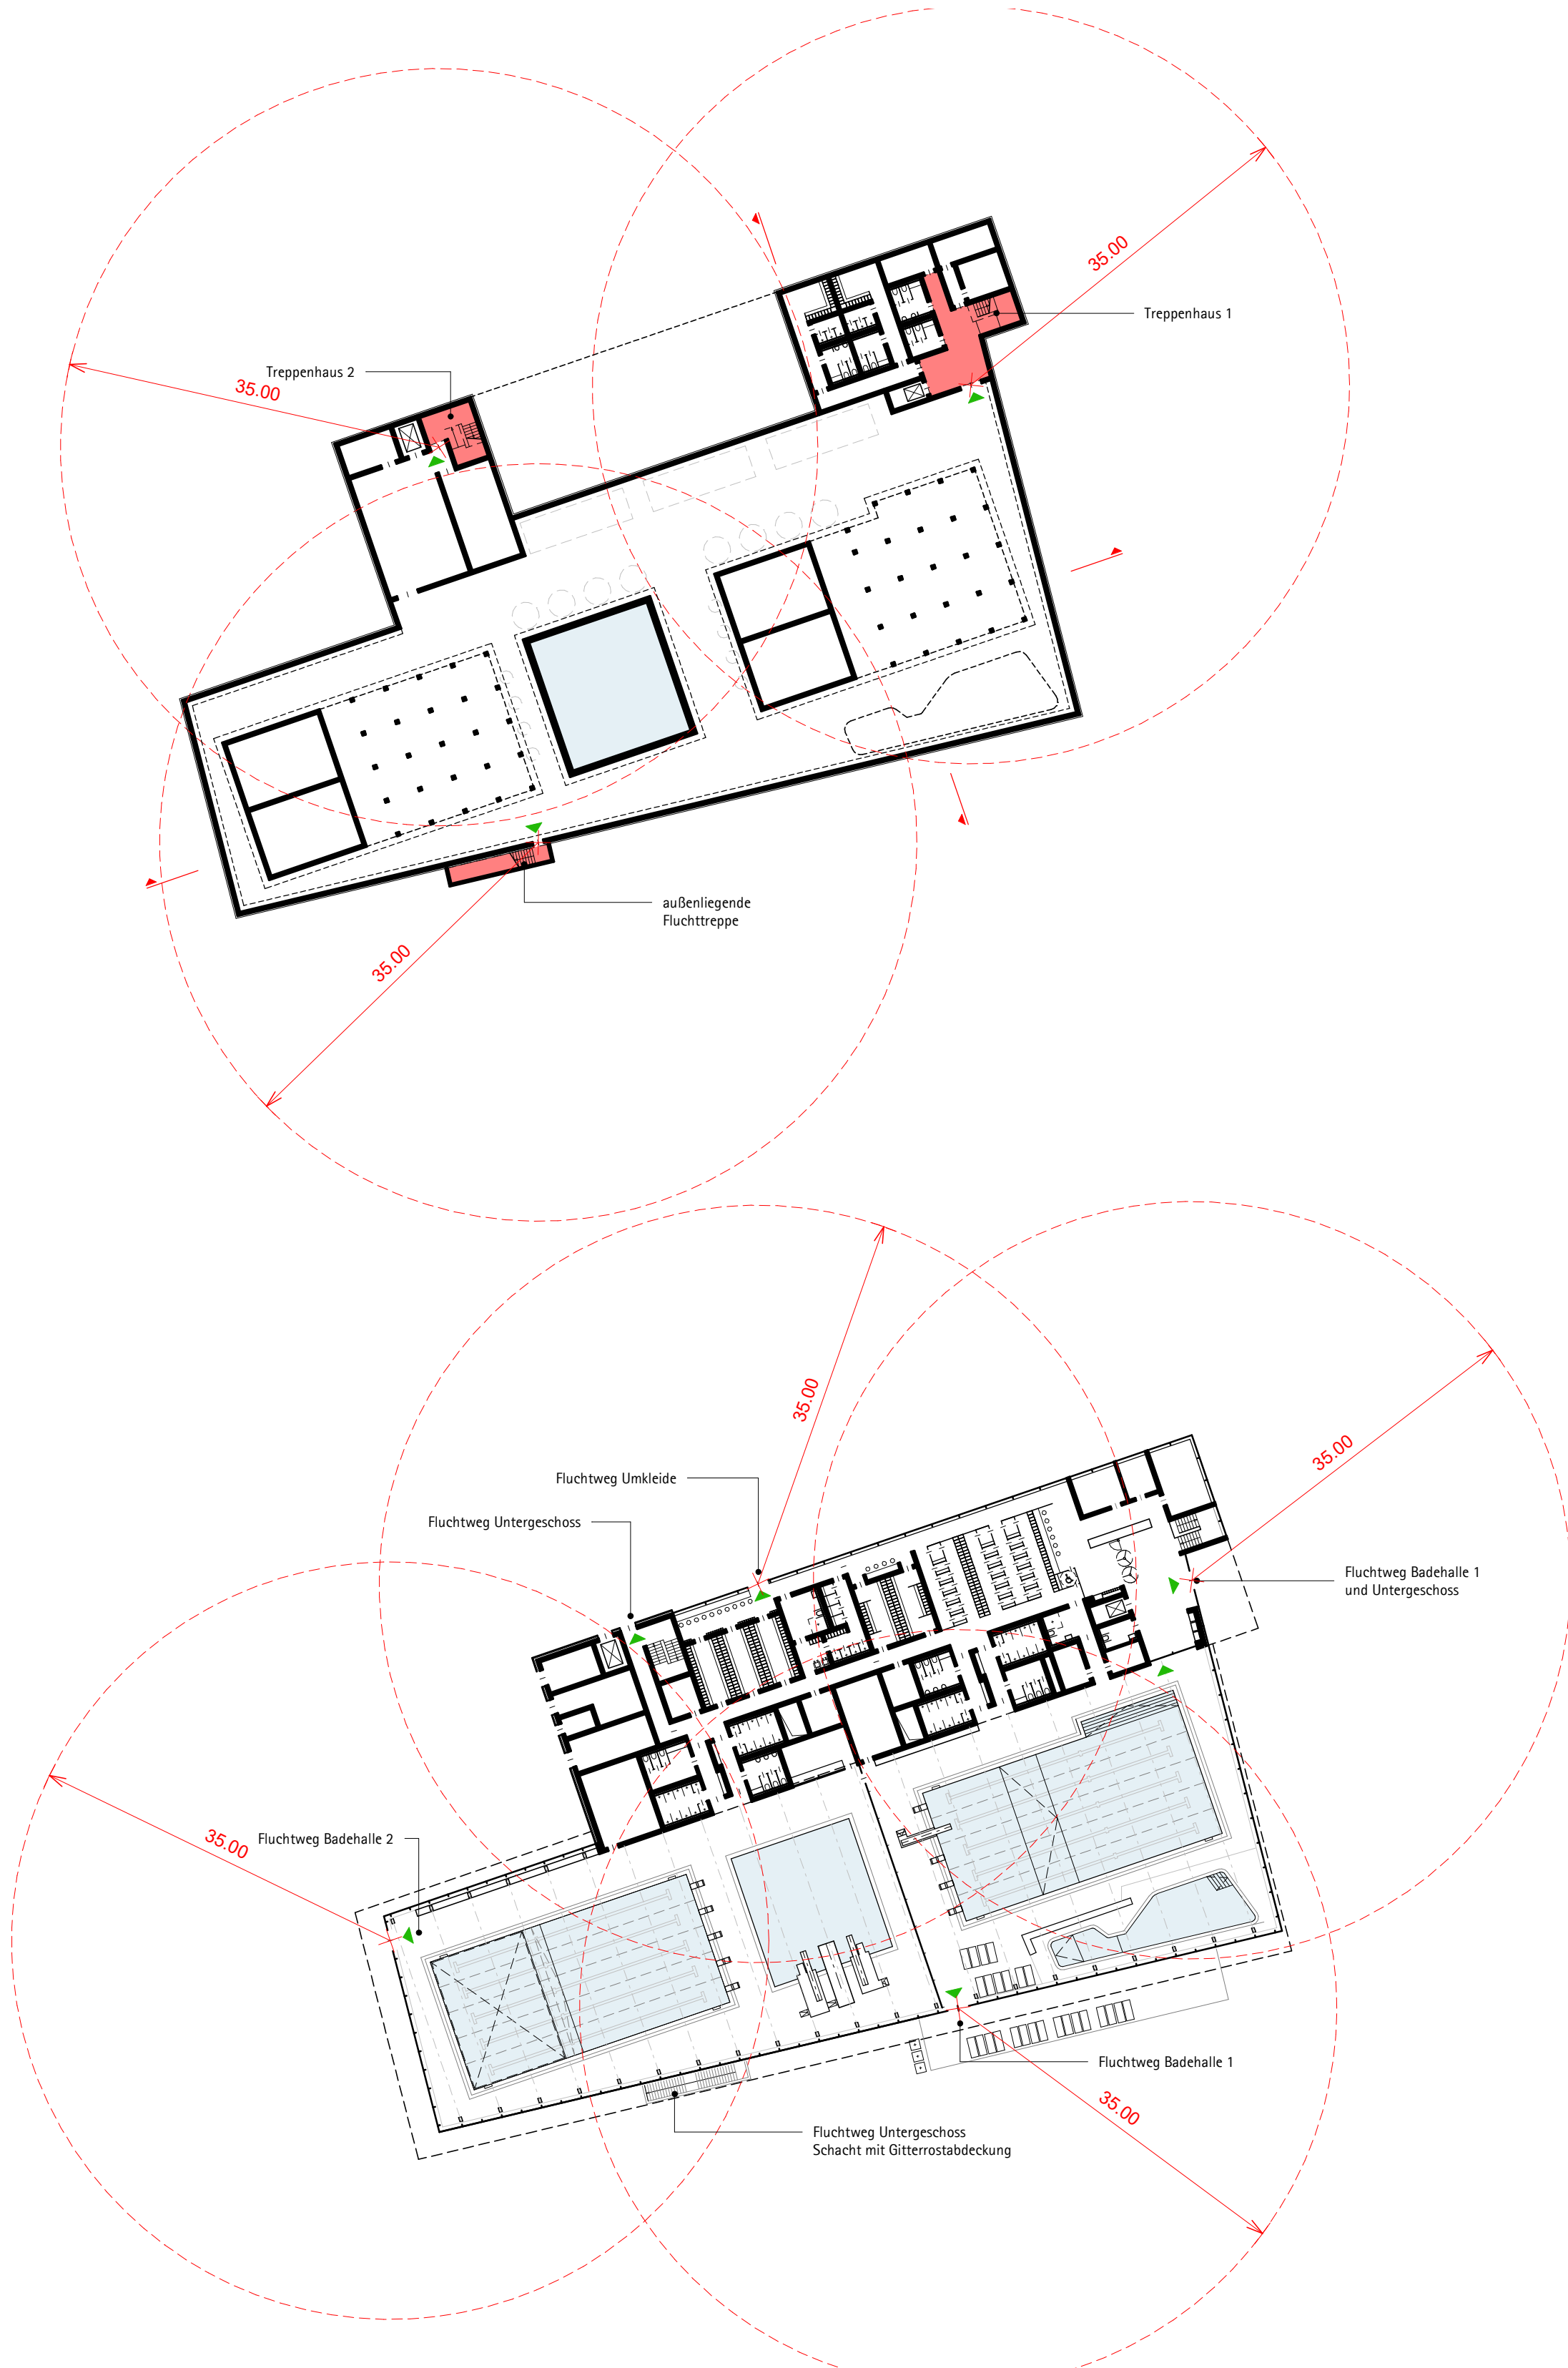 35.00
Treppenhaus 1
Treppenhaus 2
35.00
außenliegende
Fluchttreppe
35.00
35.00
35.00
Fluchtweg Umkleide
Fluchtweg Untergeschoss
Fluchtweg Badehalle 1
und Untergeschoss
35.00
Fluchtweg Badehalle 2
Fluchtweg Badehalle 1
35.00
Fluchtweg Untergeschoss
Schacht mit Gitterrostabdeckung